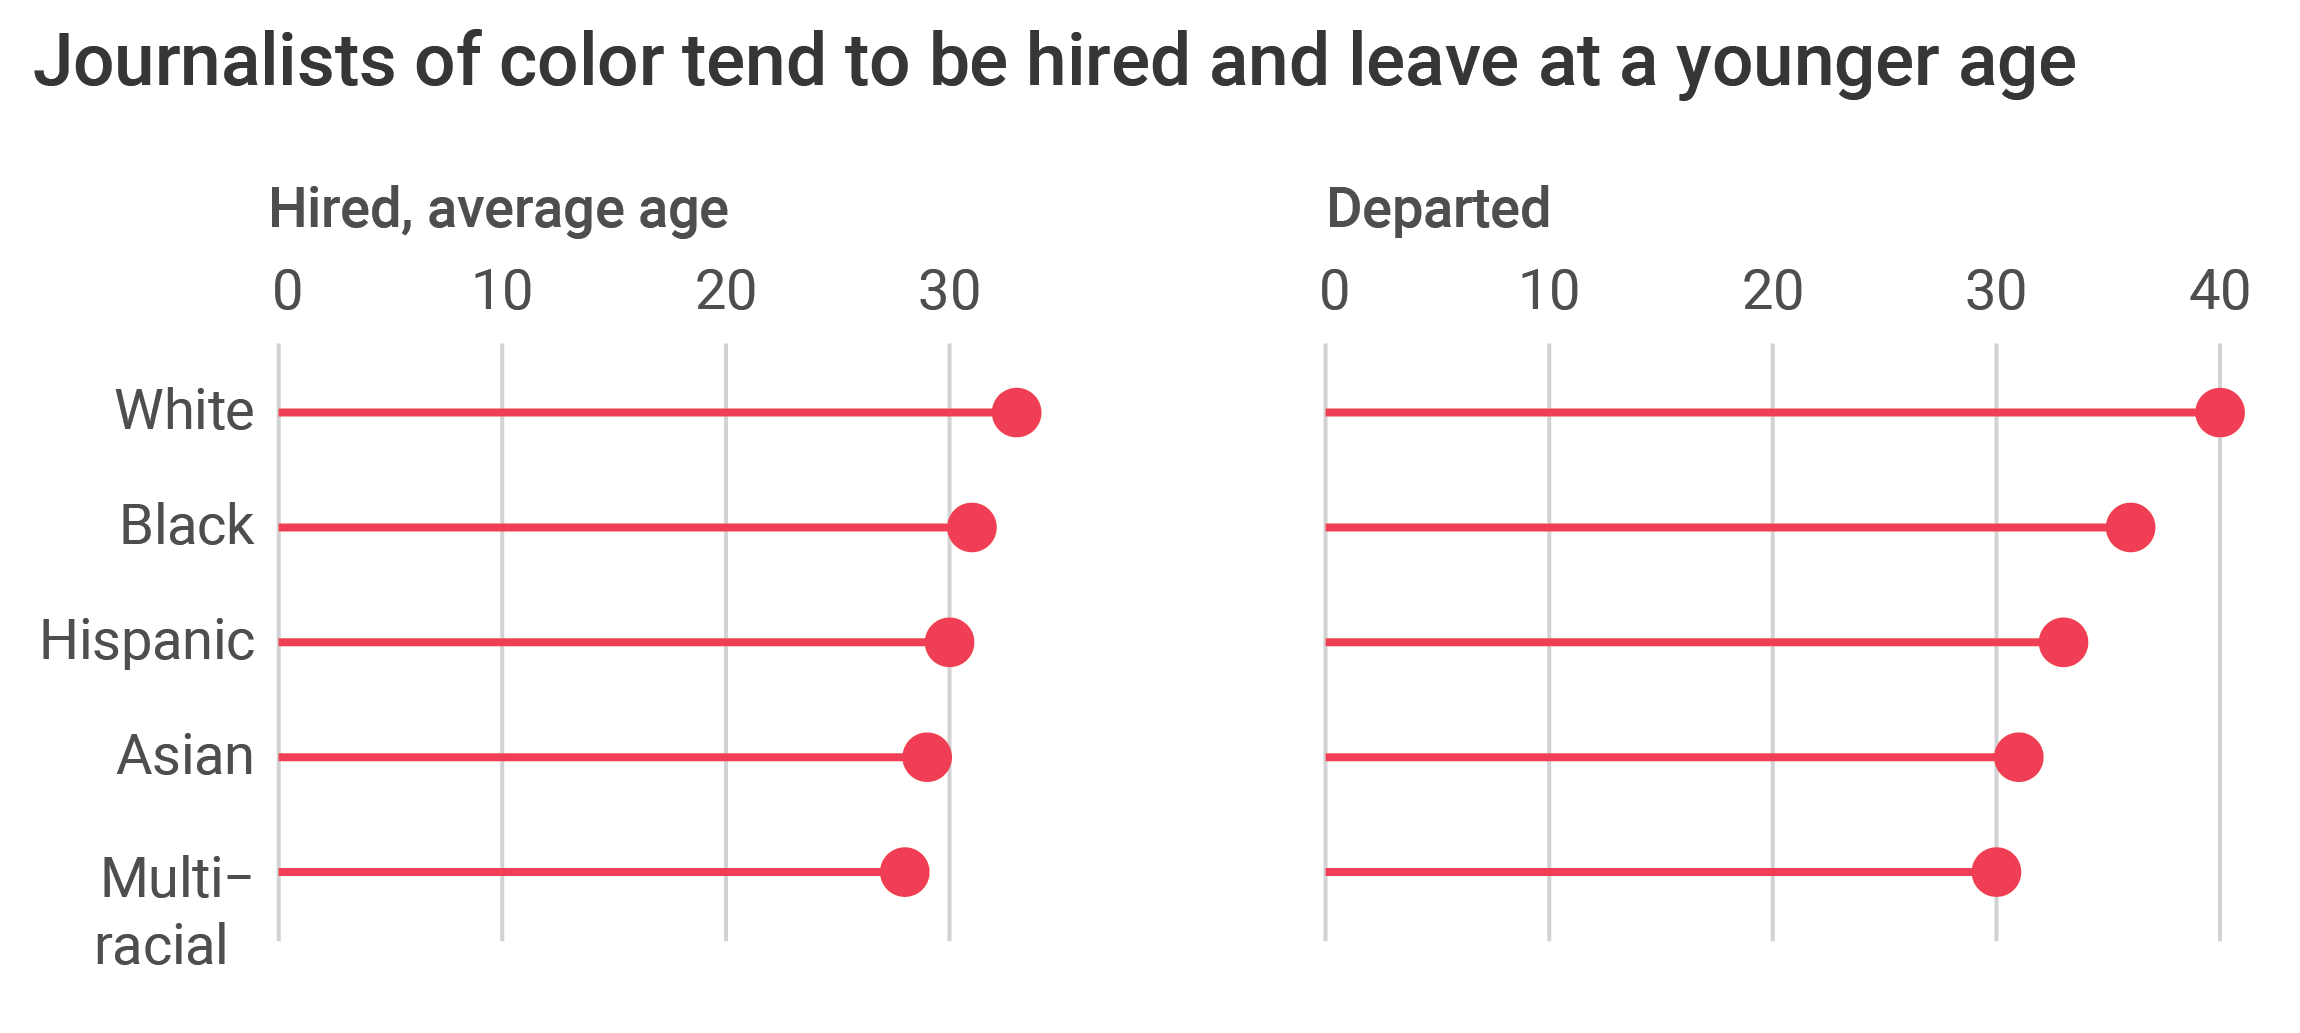 Journalists of color tend to be hired and leave at a younger age
Hired, average age
Departed
0 10 20 30
0 10 20 30 40
White
Black
Hispanic
Asian
Multi–
racial